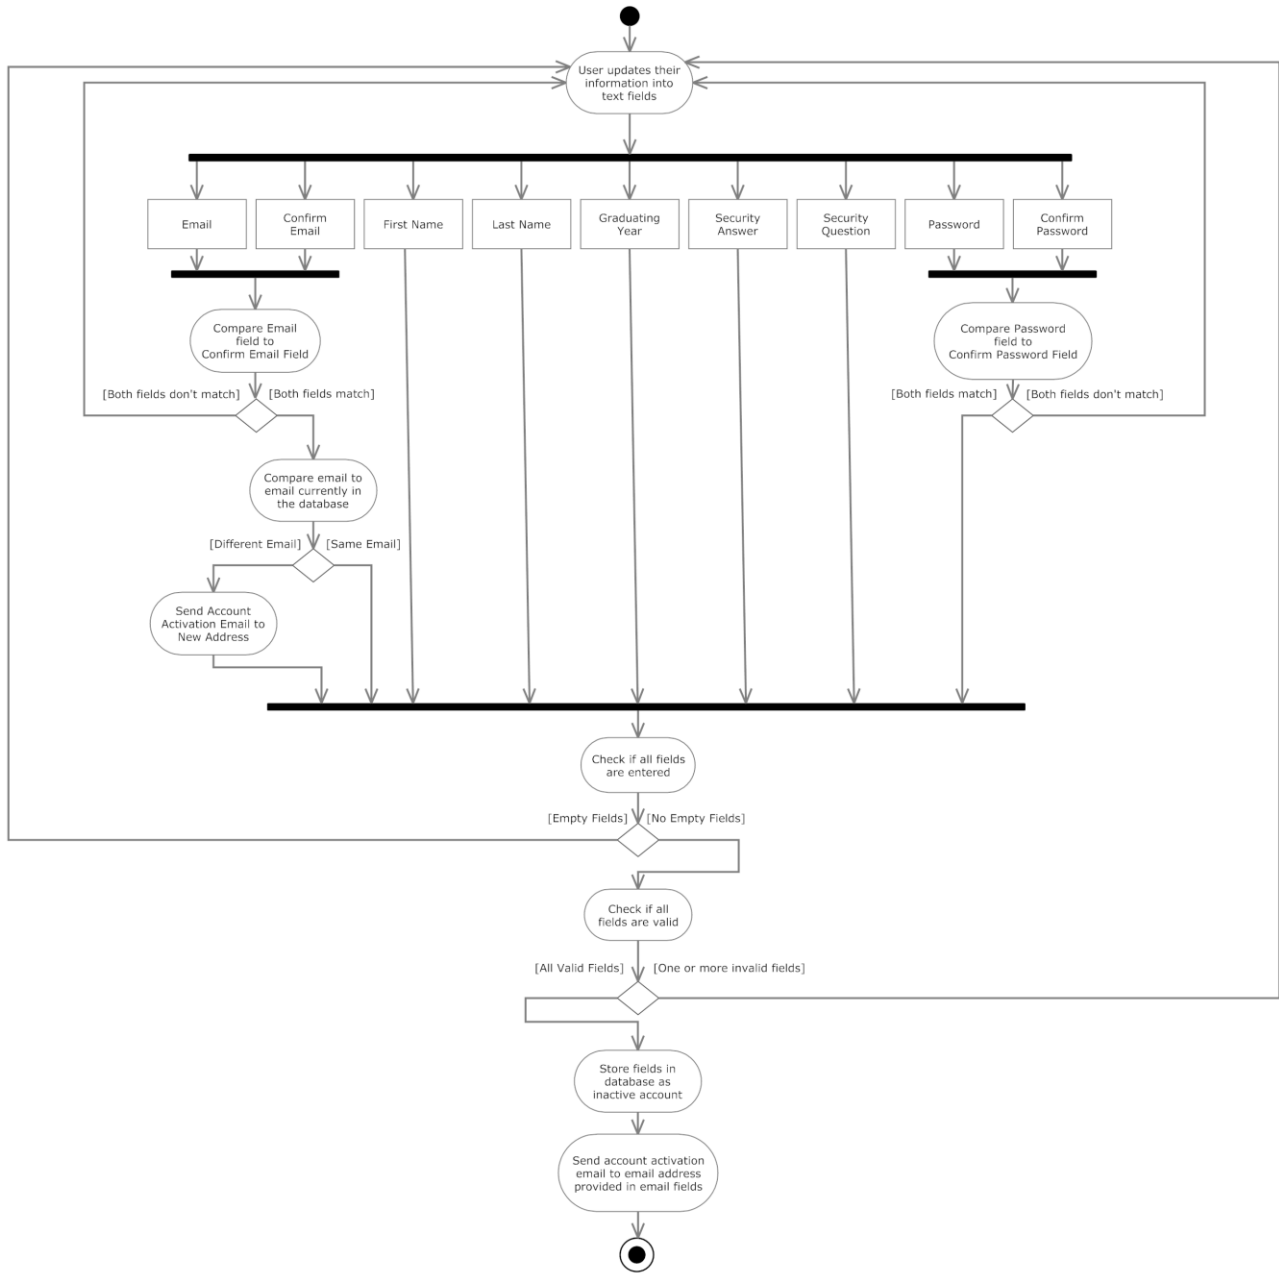 User updates their
information into
text fields
Email
Confirm
Email
First Name
Last Name
Graduating
Year
Security
Answer
Security
Question
Password
Confirm
Password
Compare Email
field to
Confirm Email Field
Compare Password
field to
Confirm Password Field
[Both fields don't match]
[Both fields match]
[Both fields match]
[Both fields don't match]
Compare email to
email currently in
the database
[Different Email]
[Same Email]
Send Account
Activation Email to
New Address
Check if all fields
are entered
[Empty Fields]
[No Empty Fields]
Check if all
fields are valid
[All Valid Fields]
[One or more invalid fields]
Store fields in
database as
inactive account
Send account activation
email to email address
provided in email fields